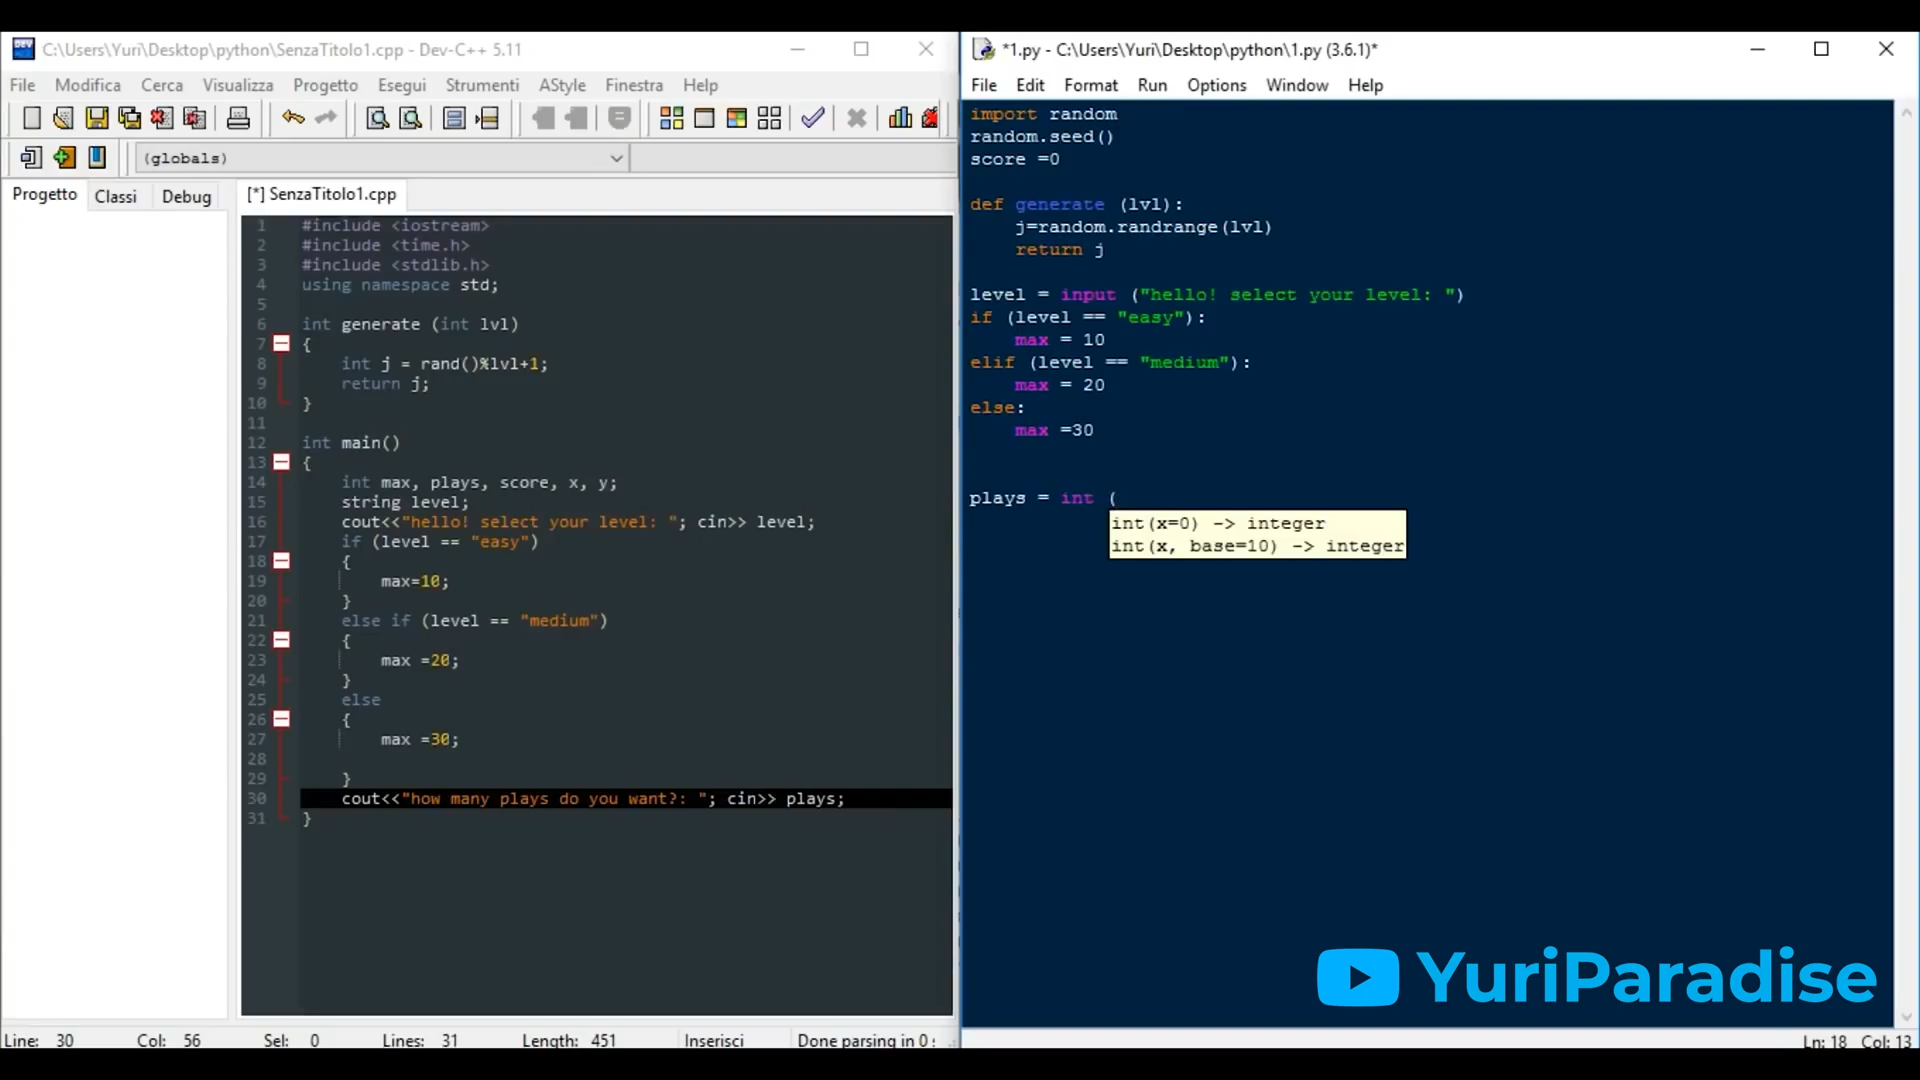 C:\Users\Yuri\Desktop\python\SenzaTitolo1.cpp - Dev-C++ 5.11
File Modifica Cerca Visualizza Progetto Esegui Strumenti AStyle Finestra Help
(globals)
Progetto Classi Debug
[*] SenzaTitolo1.cpp
1 #include <iostream>
2 #include <time.h>
3 #include <stdlib.h>
4 using namespace std;
5
6 int generate (int lvl)
7 {
8 int j = rand()%lvl+1;
9 return j;
10 }
11
12 int main()
13 {
14 int max, plays, score, x, y;
15 string level;
16 cout<<"hello! select your level: "; cin>> level;
17 if (level == "easy")
18 {
19 max=10;
20 }
21 else if (level == "medium")
22 {
23 max =20;
24 }
25 else
26 {
27 max =30;
28
29 }
30 cout<<"how many plays do you want?: "; cin>> plays;
31 }
Line: 30 Col: 56 Sel: 0 Lines: 31 Length: 451 Inserisci Done parsing in 0
*1.py - C:\Users\Yuri\Desktop\python\1.py (3.6.1)*
File Edit Format Run Options Window Help
import random
random.seed()
score =0
def generate (lvl):
j=random.randrange(lvl)
return j
level = input ("hello! select your level: ")
if (level == "easy"):
max = 10
elif (level == "medium"):
max = 20
else:
max =30
plays = int (
int(x=0) -> integer
int(x, base=10) -> integer
YuriParadise
Ln: 18 Col: 13